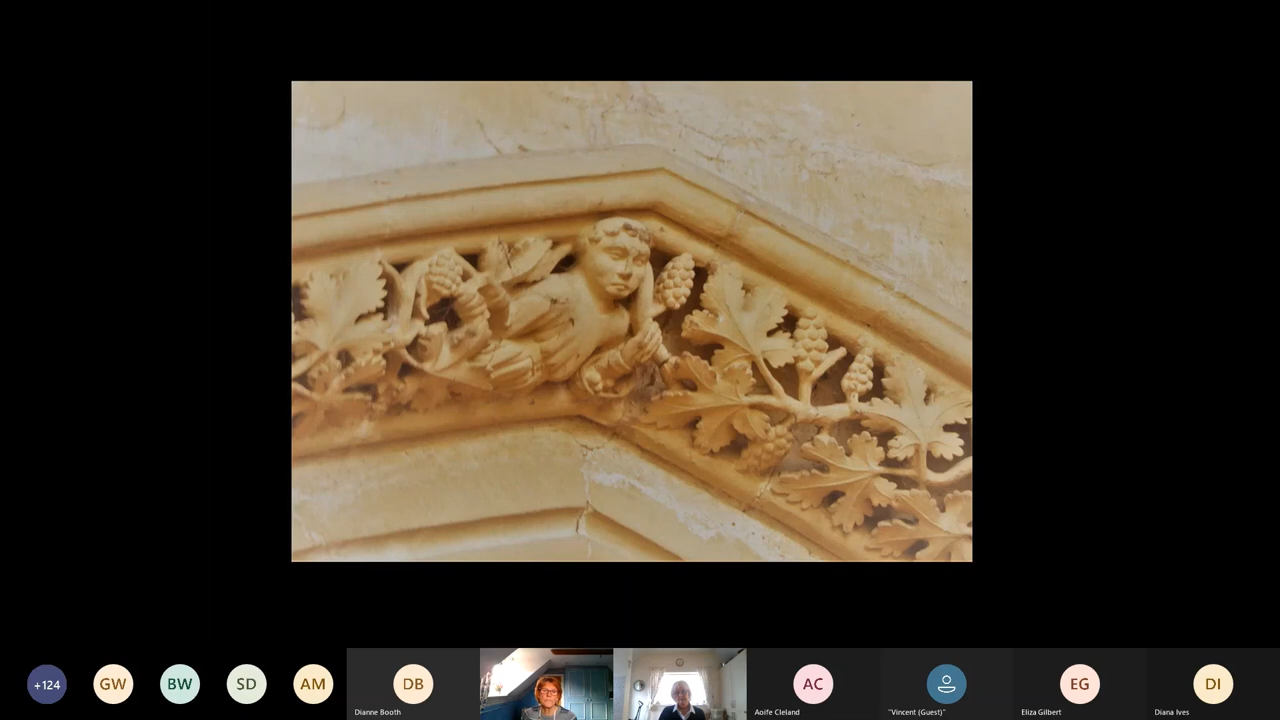 +124
GW
BW
SD
AM
DB
Dianne Booth
AC
Aoife Cleland
"Vincent (Guest)"
EG
Eliza Gilbert
DI
Diana Ives